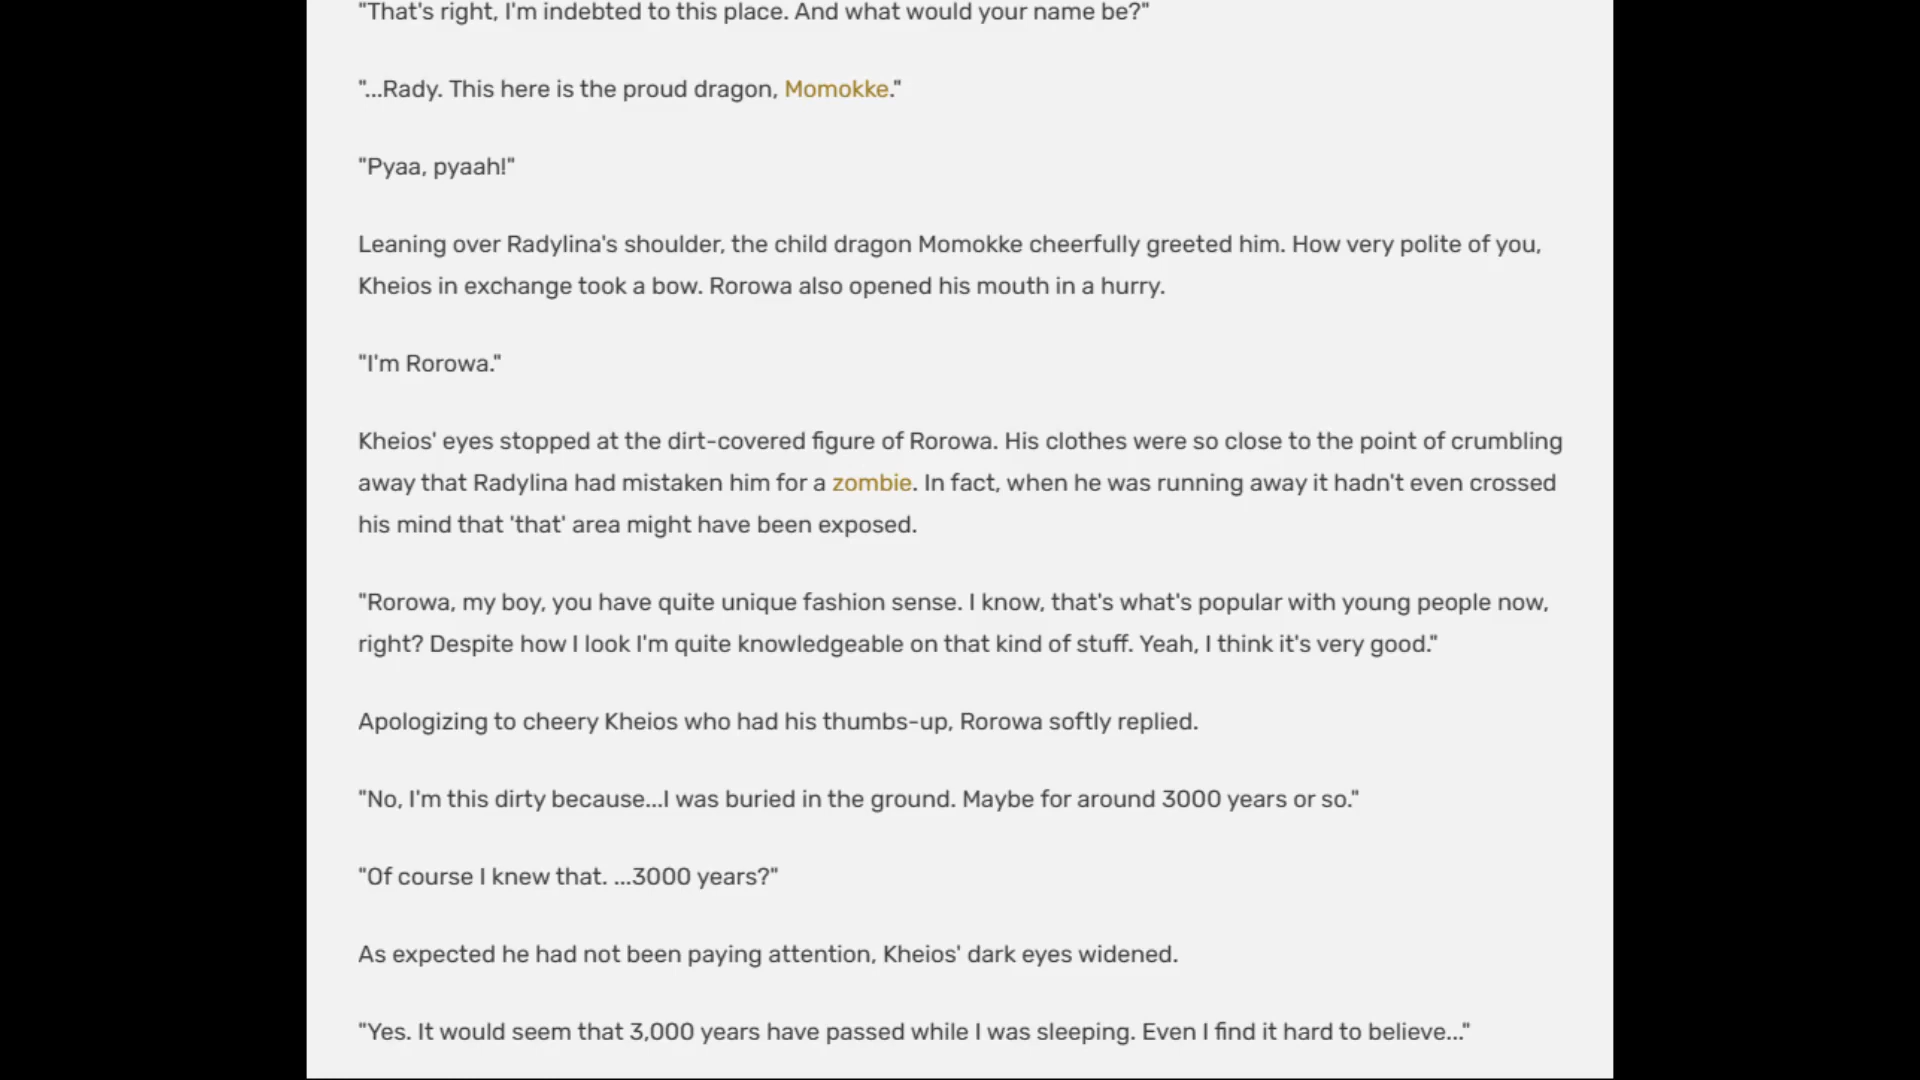 "That's right, I'm indebted to this place. And what would your name be?"
"...Rady. This here is the proud dragon, Momokke."
"Pyaa, pyaah!"
Leaning over Radylina's shoulder, the child dragon Momokke cheerfully greeted him. How very polite of you,
Kheios in exchange took a bow. Rorowa also opened his mouth in a hurry.
"I'm Rorowa."
Kheios' eyes stopped at the dirt-covered figure of Rorowa. His clothes were so close to the point of crumbling
away that Radylina had mistaken him for a zombie. In fact, when he was running away it hadn't even crossed
his mind that 'that' area might have been exposed.
"Rorowa, my boy, you have quite unique fashion sense. I know, that's what's popular with young people now,
right? Despite how I look I'm quite knowledgeable on that kind of stuff. Yeah, I think it's very good."
Apologizing to cheery Kheios who had his thumbs-up, Rorowa softly replied.
"No, I'm this dirty because...I was buried in the ground. Maybe for around 3000 years or so."
"Of course I knew that. ...3000 years?"
As expected he had not been paying attention, Kheios' dark eyes widened.
"Yes. It would seem that 3,000 years have passed while I was sleeping. Even I find it hard to believe..."